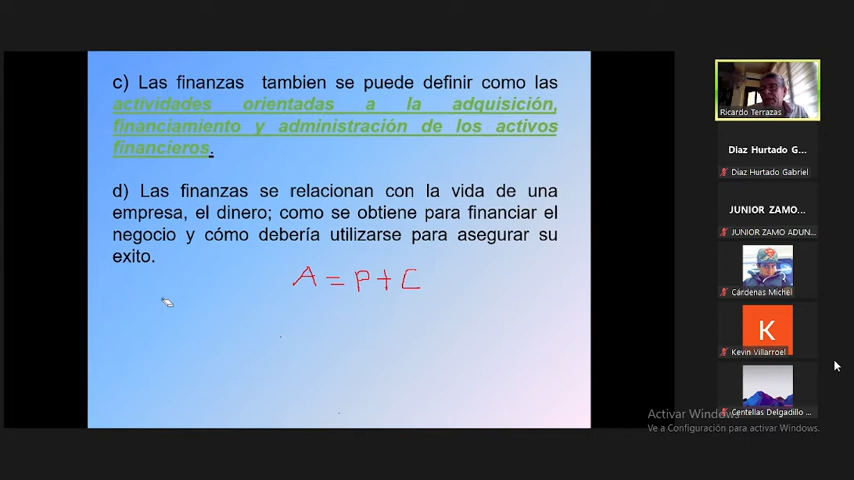 c) Las finanzas tambien se puede definir como las
actividades orientadas a la adquisición,
financiamiento y administración de los activos
financieros.
d) Las finanzas se relacionan con la vida de una
empresa, el dinero; como se obtiene para financiar el
negocio y cómo debería utilizarse para asegurar su
exito.
A = P + C
Ricardo Terrazas
Diaz Hurtado G...
Diaz Hurtado Gabriel
JUNIOR ZAMO...
JUNIOR ZAMO ADUN...
Cárdenas Michel
K
Kevin Villarroel
Centellas Delgadillo ...
Activar Windows
Ve a Configuración para activar Windows.